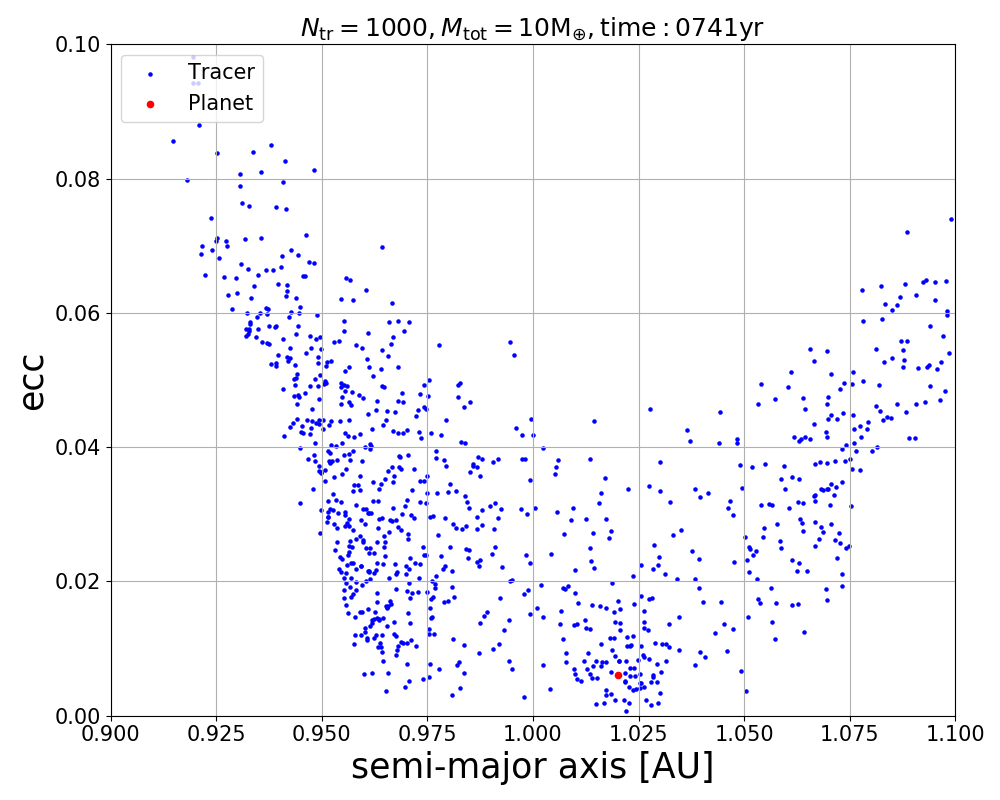 N_tr = 1000, M_tot = 10M_⊕, time : 0741yr
Tracer
Planet
ecc
0.10
0.08
0.06
0.04
0.02
0.00
0.900 0.925 0.950 0.975 1.000 1.025 1.050 1.075 1.100
semi-major axis [AU]